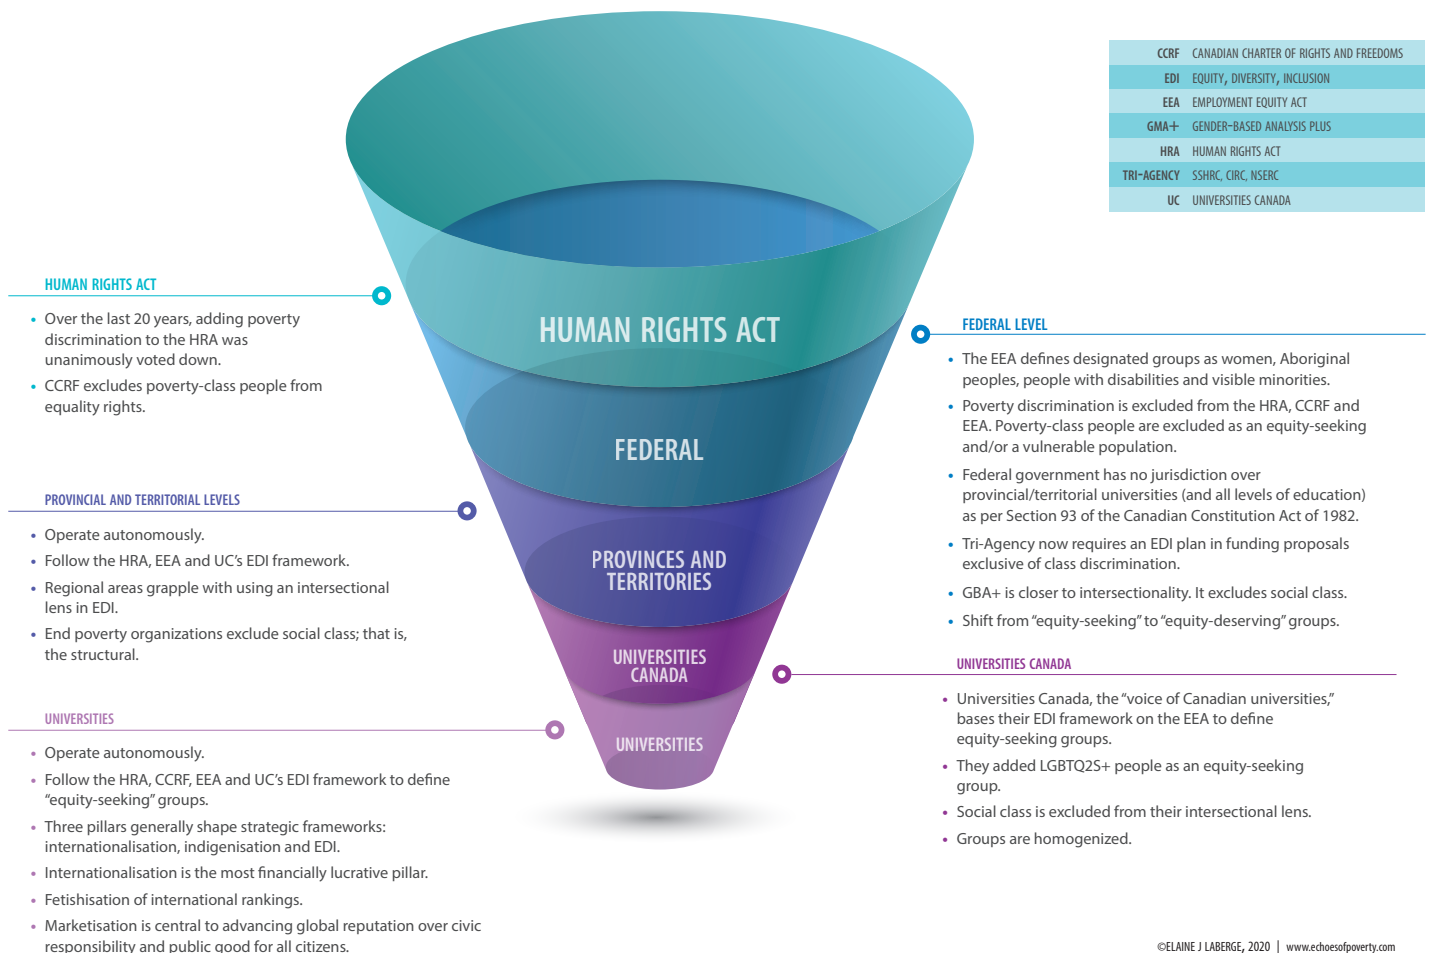 CCRF CANADIAN CHARTER OF RIGHTS AND FREEDOMS
EDI EQUITY, DIVERSITY, INCLUSION
EEA EMPLOYMENT EQUITY ACT
GMA+ GENDER-BASED ANALYSIS PLUS
HRA HUMAN RIGHTS ACT
TRI-AGENCY SSHRC, CIRC, NSERC
UC UNIVERSITIES CANADA
HUMAN RIGHTS ACT
• Over the last 20 years, adding poverty
discrimination to the HRA was
unanimously voted down.
• CCRF excludes poverty-class people from
equality rights.
HUMAN RIGHTS ACT
FEDERAL
PROVINCES AND
TERRITORIES
UNIVERSITIES
CANADA
UNIVERSITIES
FEDERAL LEVEL
• The EEA defines designated groups as women, Aboriginal
peoples, people with disabilities and visible minorities.
• Poverty discrimination is excluded from the HRA, CCRF and
EEA. Poverty-class people are excluded as an equity-seeking
and/or a vulnerable population.
• Federal government has no jurisdiction over
provincial/territorial universities (and all levels of education)
as per Section 93 of the Canadian Constitution Act of 1982.
• Tri-Agency now requires an EDI plan in funding proposals
exclusive of class discrimination.
• GBA+ is closer to intersectionality. It excludes social class.
• Shift from “equity-seeking” to “equity-deserving” groups.
PROVINCIAL AND TERRITORIAL LEVELS
• Operate autonomously.
• Follow the HRA, EEA and UC’s EDI framework.
• Regional areas grapple with using an intersectional
lens in EDI.
• End poverty organizations exclude social class; that is,
the structural.
UNIVERSITIES CANADA
• Universities Canada, the “voice of Canadian universities,”
bases their EDI framework on the EEA to define
equity-seeking groups.
• They added LGBTQ2S+ people as an equity-seeking
group.
• Social class is excluded from their intersectional lens.
• Groups are homogenized.
UNIVERSITIES
• Operate autonomously.
• Follow the HRA, CCRF, EEA and UC’s EDI framework to define
“equity-seeking” groups.
• Three pillars generally shape strategic frameworks:
internationalisation, indigenisation and EDI.
• Internationalisation is the most financially lucrative pillar.
• Fetishisation of international rankings.
• Marketisation is central to advancing global reputation over civic
responsibility and public good for all citizens.
©ELAINE J LABERGE, 2020 | www.echoesofpoverty.com